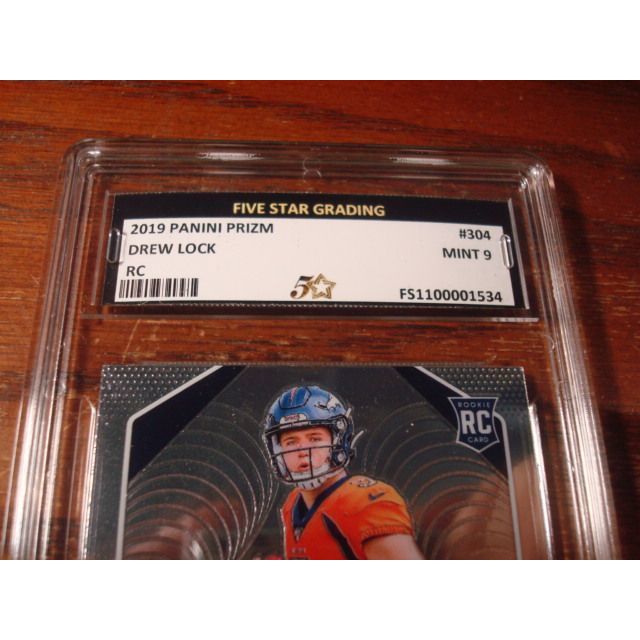 FIVE STAR GRADING
2019 PANINI PRIZM #304
DREW LOCK MINT 9
RC
5 FS1100001534
ROOKIE
RC
CARD